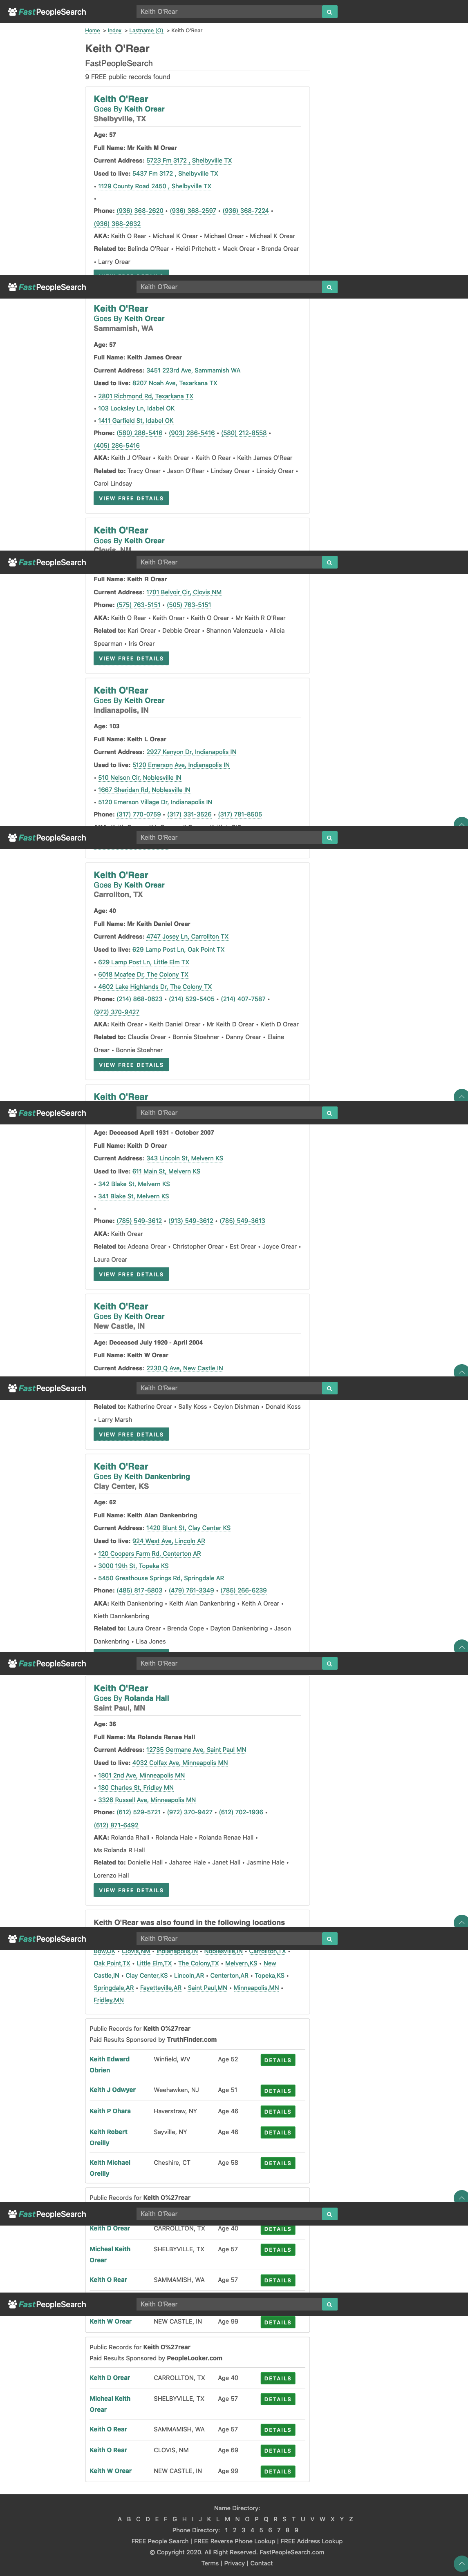 FastPeopleSearch
Keith O'Rear
Home > Index > Lastname (O) > Keith O'Rear
Keith O'Rear
FastPeopleSearch
9 FREE public records found
Keith O'Rear
Goes By Keith Orear
Shelbyville, TX
Age: 57
Full Name: Mr Keith M Orear
Current Address: 5723 Fm 3172 , Shelbyville TX
Used to live: 5437 Fm 3172 , Shelbyville TX
• 1129 County Road 2450 , Shelbyville TX
•
Phone: (936) 368-2620 • (936) 368-2597 • (936) 368-7224 •
(936) 368-2632
AKA: Keith O Rear • Michael K Orear • Michael Orear • Micheal K Orear
Related to: Belinda O'Rear • Heidi Pritchett • Mack Orear • Brenda Orear
• Larry Orear
FastPeopleSearch
Keith O'Rear
Keith O'Rear
Goes By Keith Orear
Sammamish, WA
Age: 57
Full Name: Keith James Orear
Current Address: 3451 223rd Ave, Sammamish WA
Used to live: 8207 Noah Ave, Texarkana TX
• 2801 Richmond Rd, Texarkana TX
• 103 Locksley Ln, Idabel OK
• 1411 Garfield St, Idabel OK
Phone: (580) 286-5416 • (903) 286-5416 • (580) 212-8558 •
(405) 286-5416
AKA: Keith J O'Rear • Keith Orear • Keith O Rear • Keith James O'Rear
Related to: Tracy Orear • Jason O'Rear • Lindsay Orear • Linsidy Orear •
Carol Lindsay
VIEW FREE DETAILS
Keith O'Rear
Goes By Keith Orear
Clovis, NM
FastPeopleSearch
Keith O'Rear
Full Name: Keith R Orear
Current Address: 1701 Belvoir Cir, Clovis NM
Phone: (575) 763-5151 • (505) 763-5151
AKA: Keith O Rear • Keith Orear • Keith O Rear • Mr Keith R O'Rear
Related to: Kari Orear • Debbie Orear • Shannon Valenzuela • Alicia
Spearman • Iris Orear
VIEW FREE DETAILS
Keith O'Rear
Goes By Keith Orear
Indianapolis, IN
Age: 103
Full Name: Keith L Orear
Current Address: 2927 Kenyon Dr, Indianapolis IN
Used to live: 5120 Emerson Ave, Indianapolis IN
• 510 Nelson Cir, Noblesville IN
• 1667 Sheridan Rd, Noblesville IN
• 5120 Emerson Village Dr, Indianapolis IN
Phone: (317) 770-0759 • (317) 331-3526 • (317) 781-8505
FastPeopleSearch
Keith O'Rear
Keith O'Rear
Goes By Keith Orear
Carrollton, TX
Age: 40
Full Name: Mr Keith Daniel Orear
Current Address: 4747 Josey Ln, Carrollton TX
Used to live: 629 Lamp Post Ln, Oak Point TX
• 629 Lamp Post Ln, Little Elm TX
• 6018 Mcafee Dr, The Colony TX
• 4602 Lake Highlands Dr, The Colony TX
Phone: (214) 868-0623 • (214) 529-5405 • (214) 407-7587 •
(972) 370-9427
AKA: Keith Orear • Keith Daniel Orear • Mr Keith D Orear • Kieth D Orear
Related to: Claudia Orear • Bonnie Stoehner • Danny Orear • Elaine
Orear • Bonnie Stoehner
VIEW FREE DETAILS
Keith O'Rear
FastPeopleSearch
Keith O'Rear
Age: Deceased April 1931 - October 2007
Full Name: Keith D Orear
Current Address: 343 Lincoln St, Melvern KS
Used to live: 611 Main St, Melvern KS
• 342 Blake St, Melvern KS
• 341 Blake St, Melvern KS
•
Phone: (785) 549-3612 • (913) 549-3612 • (785) 549-3613
AKA: Keith Orear
Related to: Adeana Orear • Christopher Orear • Est Orear • Joyce Orear •
Laura Orear
VIEW FREE DETAILS
Keith O'Rear
Goes By Keith Orear
New Castle, IN
Age: Deceased July 1920 - April 2004
Full Name: Keith W Orear
Current Address: 2230 Q Ave, New Castle IN
FastPeopleSearch
Keith O'Rear
Related to: Katherine Orear • Sally Koss • Ceylon Dishman • Donald Koss
• Larry Marsh
VIEW FREE DETAILS
Keith O'Rear
Goes By Keith Dankenbring
Clay Center, KS
Age: 62
Full Name: Keith Alan Dankenbring
Current Address: 1420 Blunt St, Clay Center KS
Used to live: 924 West Ave, Lincoln AR
• 120 Coopers Farm Rd, Centerton AR
• 3000 19th St, Topeka KS
• 5450 Greathouse Springs Rd, Springdale AR
Phone: (485) 817-6803 • (479) 761-3349 • (785) 266-6239
AKA: Keith Dankenbring • Keith Alan Dankenbring • Keith A Orear •
Kieth Dannkenbring
Related to: Laura Orear • Brenda Cope • Dayton Dankenbring • Jason
Dankenbring • Lisa Jones
FastPeopleSearch
Keith O'Rear
Keith O'Rear
Goes By Rolanda Hall
Saint Paul, MN
Age: 36
Full Name: Ms Rolanda Renae Hall
Current Address: 12735 Germane Ave, Saint Paul MN
Used to live: 4032 Colfax Ave, Minneapolis MN
• 1801 2nd Ave, Minneapolis MN
• 180 Charles St, Fridley MN
• 3326 Russell Ave, Minneapolis MN
Phone: (612) 529-5721 • (972) 370-9427 • (612) 702-1936 •
(612) 871-6492
AKA: Rolanda Rhall • Rolanda Hale • Rolanda Renae Hall •
Ms Rolanda R Hall
Related to: Donielle Hall • Jaharee Hale • Janet Hall • Jasmine Hale •
Lorenzo Hall
VIEW FREE DETAILS
Keith O'Rear was also found in the following locations
FastPeopleSearch
Keith O'Rear
Bow,OK • Clovis,NM • Indianapolis,IN • Noblesville,IN • Carrollton,TX •
Oak Point,TX • Little Elm,TX • The Colony,TX • Melvern,KS • New
Castle,IN • Clay Center,KS • Lincoln,AR • Centerton,AR • Topeka,KS •
Springdale,AR • Fayetteville,AR • Saint Paul,MN • Minneapolis,MN •
Fridley,MN
Public Records for Keith O%27rear
Paid Results Sponsored by TruthFinder.com
Keith Edward Obrien Winfield, WV Age 52 DETAILS
Keith J Odwyer Weehawken, NJ Age 51 DETAILS
Keith P Ohara Haverstraw, NY Age 46 DETAILS
Keith Robert Oreilly Sayville, NY Age 46 DETAILS
Keith Michael Oreilly Cheshire, CT Age 58 DETAILS
Public Records for Keith O%27rear
FastPeopleSearch
Keith O'Rear
Keith D Orear CARROLLTON, TX Age 40 DETAILS
Micheal Keith Orear SHELBYVILLE, TX Age 57 DETAILS
Keith O Rear SAMMAMISH, WA Age 57 DETAILS
FastPeopleSearch
Keith O'Rear
Keith W Orear NEW CASTLE, IN Age 99 DETAILS
Public Records for Keith O%27rear
Paid Results Sponsored by PeopleLooker.com
Keith D Orear CARROLLTON, TX Age 40 DETAILS
Micheal Keith Orear SHELBYVILLE, TX Age 57 DETAILS
Keith O Rear SAMMAMISH, WA Age 57 DETAILS
Keith O Rear CLOVIS, NM Age 69 DETAILS
Keith W Orear NEW CASTLE, IN Age 99 DETAILS
Name Directory:
A B C D E F G H I J K L M N O P Q R S T U V W X Y Z
Phone Directory: 1 2 3 4 5 6 7 8 9
FREE People Search | FREE Reverse Phone Lookup | FREE Address Lookup
© Copyright 2020. All Right Reserved. FastPeopleSearch.com
Terms | Privacy | Contact